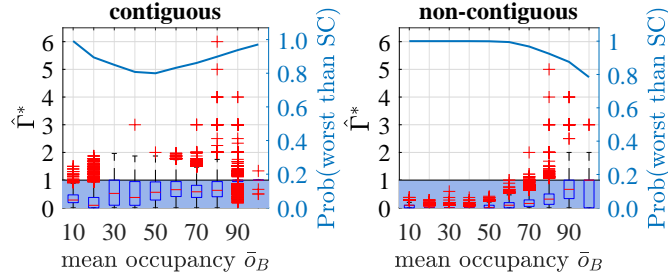 contiguous
non-contiguous
6
5
4
3
2
1
0
Γ̂*
1.0
0.8
0.6
0.4
0.2
0.0
Prob(worst than SC)
10 30 50 70 90
mean occupancy ō_B
6
5
4
3
2
1
0
Γ̂*
1.0
0.8
0.6
0.4
0.2
0.0
Prob(worst than SC)
10 30 50 70 90
mean occupancy ō_B